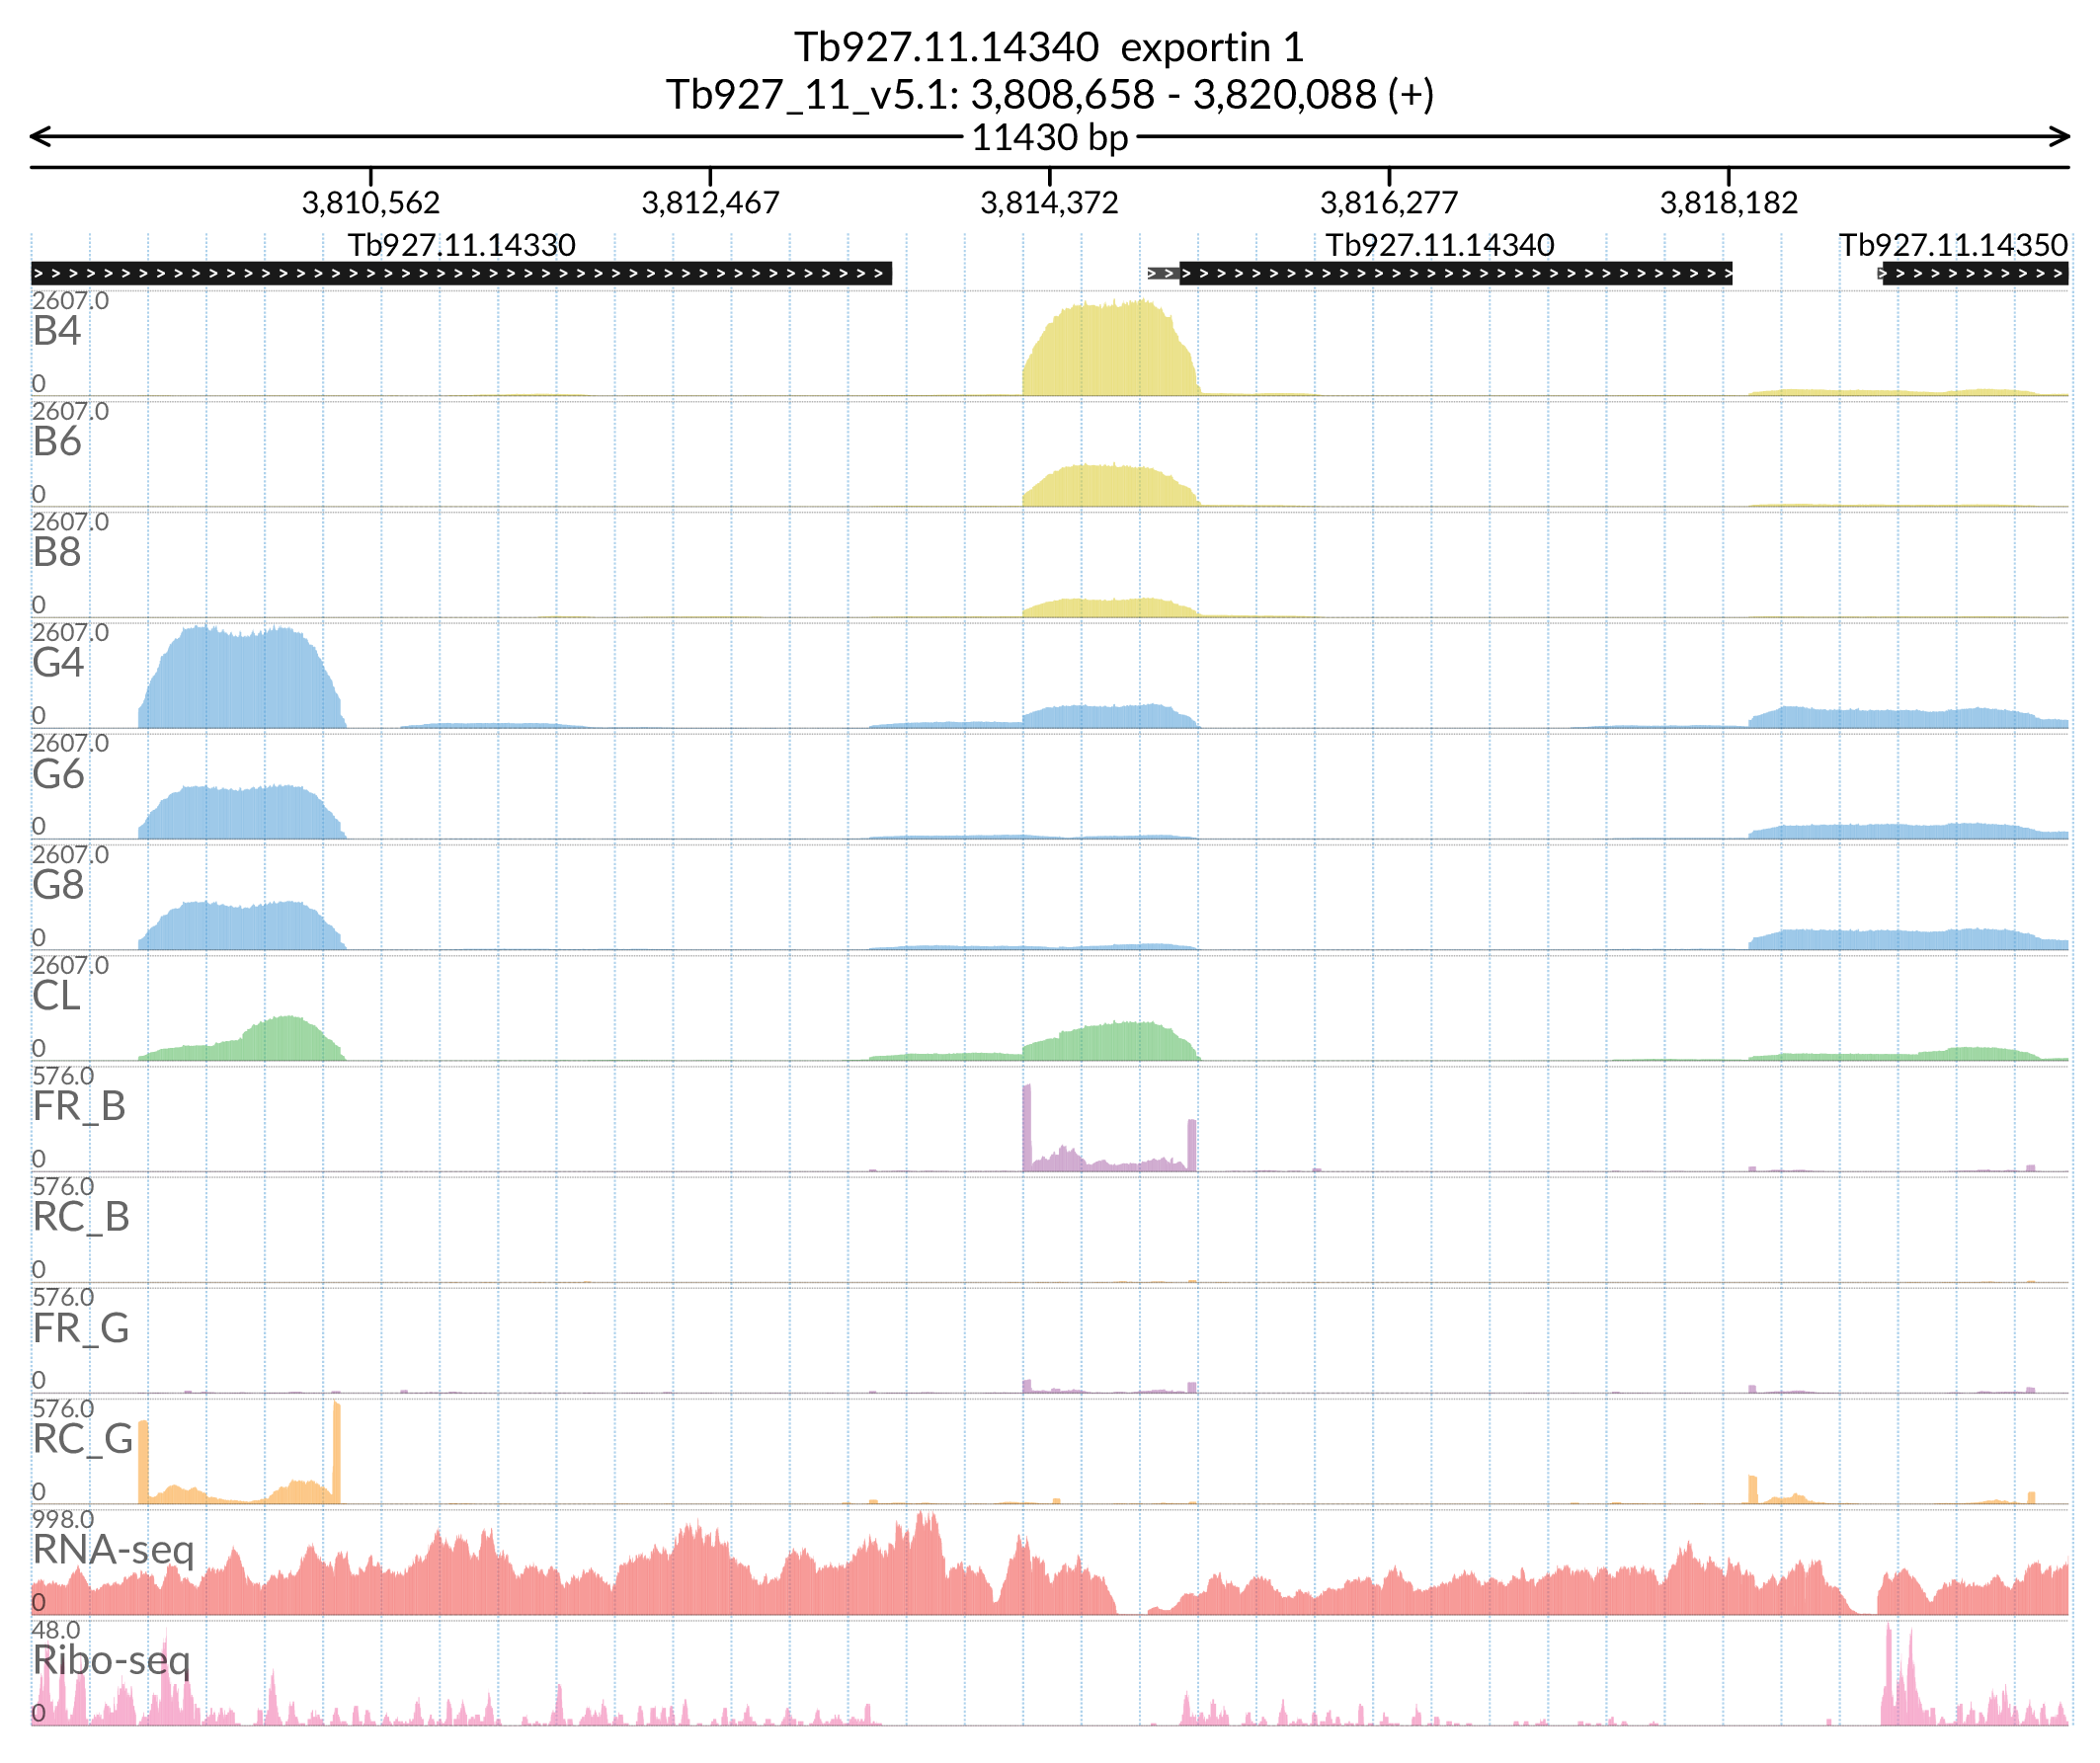 Tb927.11.14340 exportin 1
Tb927_11_v5.1: 3,808,658 - 3,820,088 (+)
11430 bp
3,810,562 3,812,467 3,814,372 3,816,277 3,818,182
Tb927.11.14330 Tb927.11.14340 Tb927.11.14350
2607.0
B4
0
2607.0
B6
0
2607.0
B8
0
2607.0
G4
0
2607.0
G6
0
2607.0
G8
0
2607.0
CL
0
576.0
FR_B
0
576.0
RC_B
0
576.0
FR_G
0
576.0
RC_G
0
998.0
RNA-seq
0
48.0
Ribo-seq
0